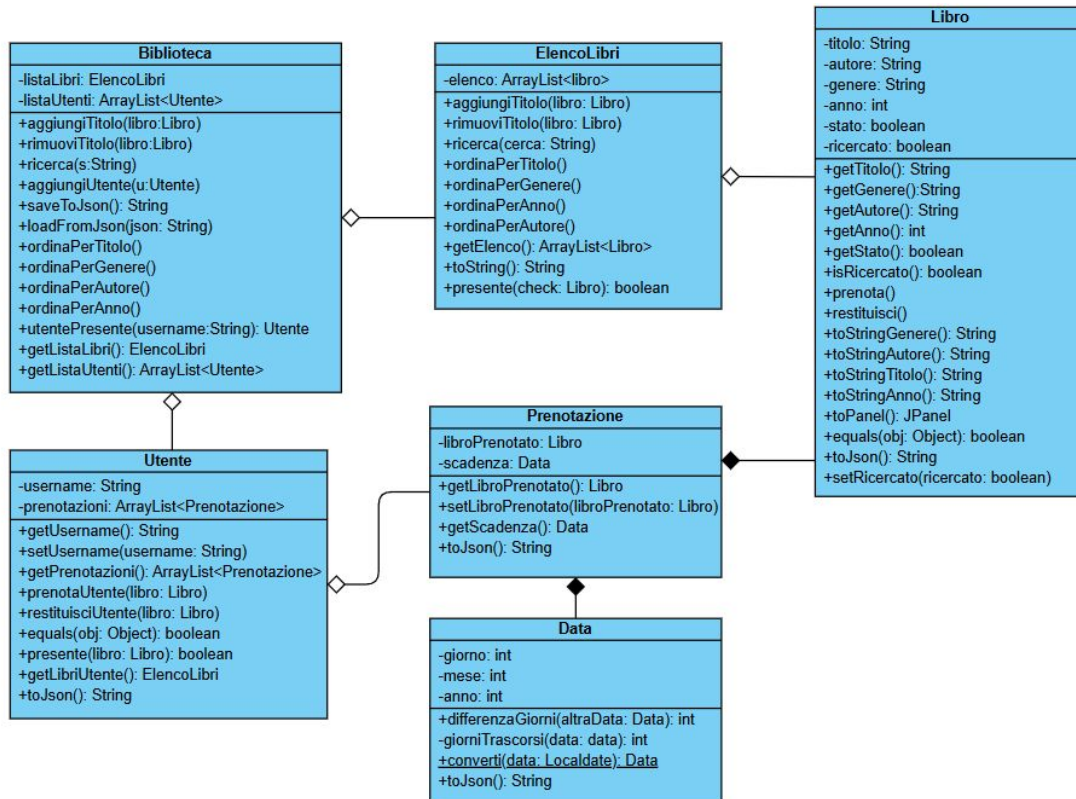 Biblioteca
-listaLibri: ElencoLibri
-listaUtenti: ArrayList<Utente>
+aggiungiTitolo(libro:Libro)
+rimuoviTitolo(libro:Libro)
+ricerca(s:String)
+aggiungiUtente(u:Utente)
+saveToJson(): String
+loadFromJson(json: String)
+ordinaPerTitolo()
+ordinaPerGenere()
+ordinaPerAutore()
+ordinaPerAnno()
+utentePresente(username:String): Utente
+getListaLibri(): ElencoLibri
+getListaUtenti(): ArrayList<Utente>
ElencoLibri
-elenco: ArrayList<libro>
+aggiungiTitolo(libro: Libro)
+rimuoviTitolo(libro: Libro)
+ricerca(cerca: String)
+ordinaPerTitolo()
+ordinaPerGenere()
+ordinaPerAnno()
+ordinaPerAutore()
+getElenco(): ArrayList<Libro>
+toString(): String
+presente(check: Libro): boolean
Libro
-titolo: String
-autore: String
-genere: String
-anno: int
-stato: boolean
-ricercato: boolean
+getTitolo(): String
+getGenere():String
+getAutore(): String
+getAnno(): int
+getStato(): boolean
+isRicercato(): boolean
+prenota()
+restituisci()
+toStringGenere(): String
+toStringAutore(): String
+toStringTitolo(): String
+toStringAnno(): String
+toPanel(): JPanel
+equals(obj: Object): boolean
+toJson(): String
+setRicercato(ricercato: boolean)
Utente
-username: String
-prenotazioni: ArrayList<Prenotazione>
+getUsername(): String
+setUsername(username: String)
+getPrenotazioni(): ArrayList<Prenotazione>
+prenotaUtente(libro: Libro)
+restituisciUtente(libro: Libro)
+equals(obj: Object): boolean
+presente(libro: Libro): boolean
+getLibriUtente(): ElencoLibri
+toJson(): String
Prenotazione
-libroPrenotato: Libro
-scadenza: Data
+getLibroPrenotato(): Libro
+setLibroPrenotato(libroPrenotato: Libro)
+getScadenza(): Data
+toJson(): String
Data
-giorno: int
-mese: int
-anno: int
+differenzaGiorni(altraData: Data): int
-giorniTrascorsi(data: data): int
+converti(data: Localdate): Data
+toJson(): String